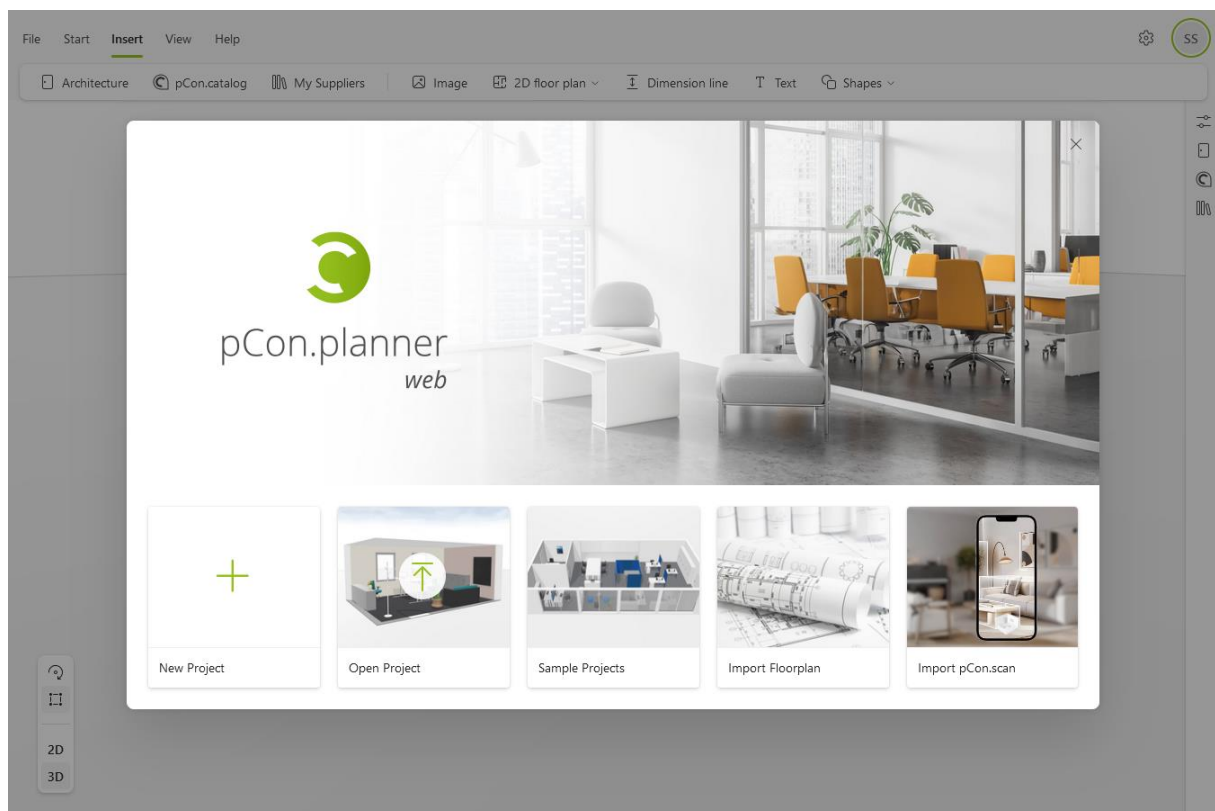 File Start Insert View Help
SS
Architecture pCon.catalog My Suppliers Image 2D floor plan Dimension line T Text Shapes
pCon.planner
web
New Project Open Project Sample Projects Import Floorplan Import pCon.scan
2D
3D